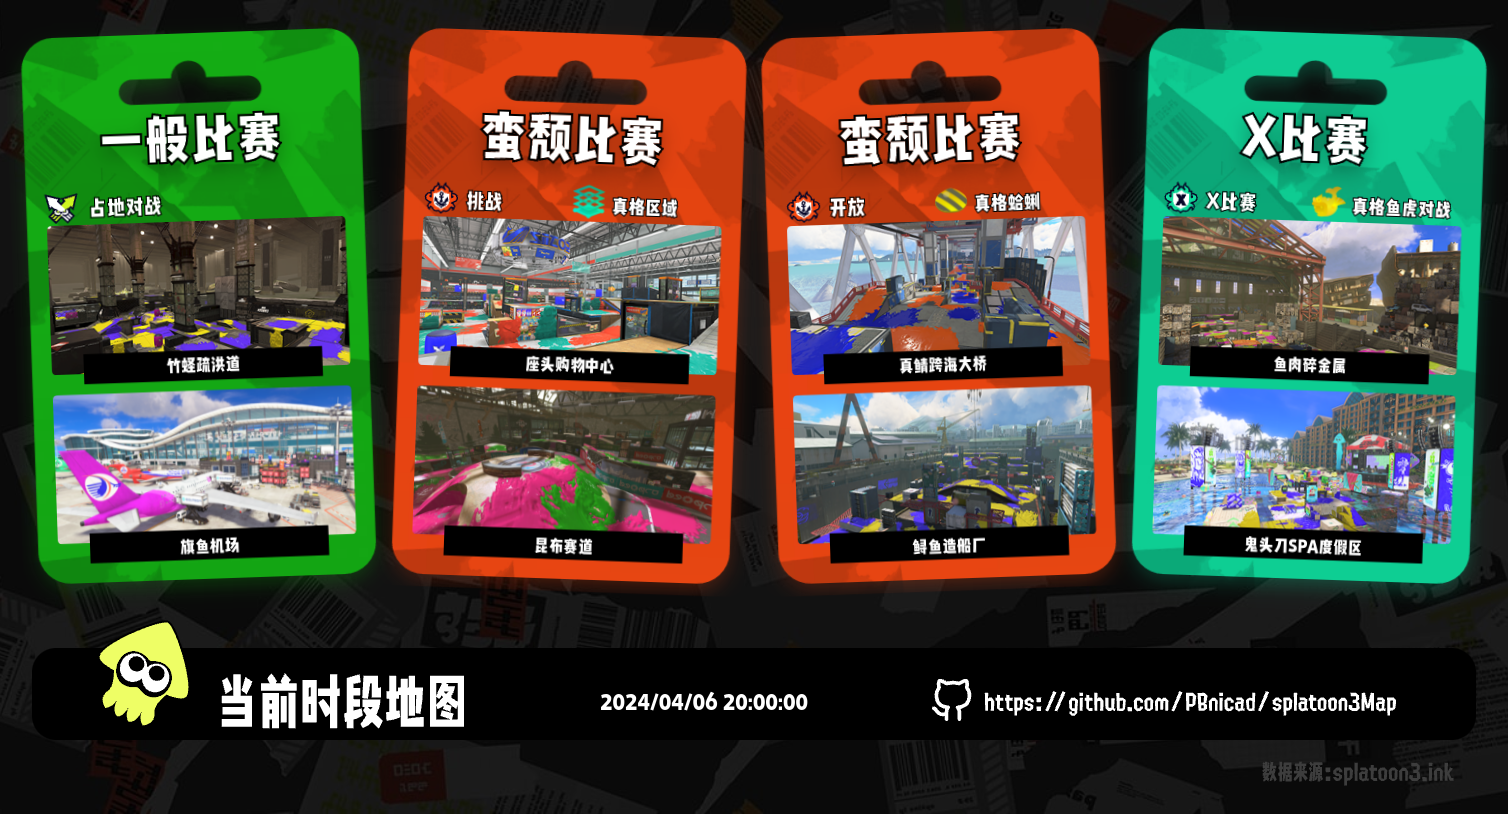 一般比赛
占地对战
竹蛏疏洪道
旗鱼机场
蛮颓比赛
挑战
真格区域
座头购物中心
昆布赛道
蛮颓比赛
开放
真格蛤蜊
真鲷跨海大桥
鲟鱼造船厂
X比赛
X比赛
真格鱼虎对战
鱼肉碎金属
鬼头刀SPA度假区
当前时段地图
2024/04/06 20:00:00
https://github.com/PBnicad/splatoon3Map
数据来源:splatoon3.ink